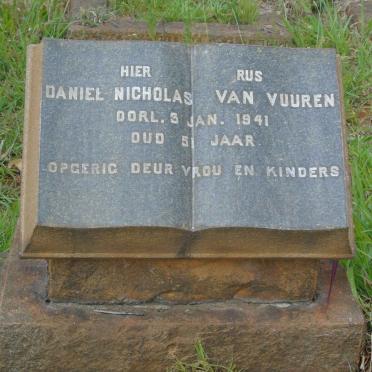 HIER RUS
DANIEL NICHOLAS VAN VUUREN
OORL. 3 JAN. 1941
OUD 51 JAAR
OPGERIG DEUR VROU EN KINDERS